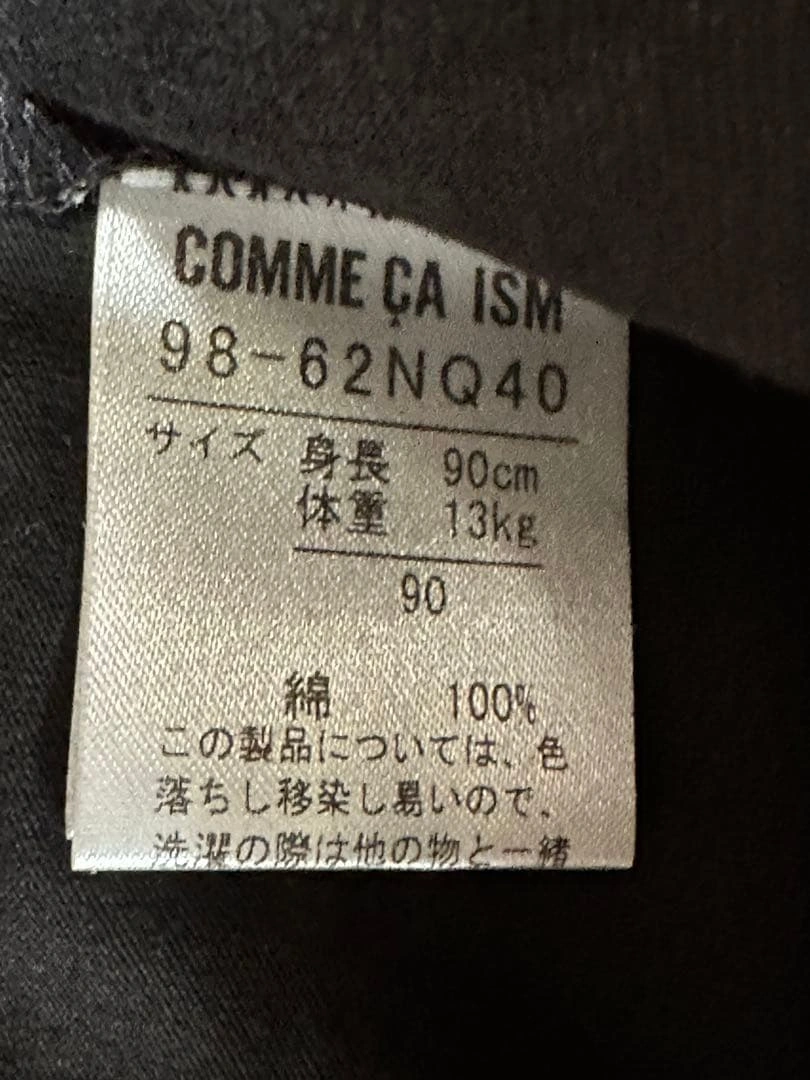 COMME ÇA ISM
98-62NQ40
サイズ 身長 90cm
体重 13kg
90
綿 100%
この製品については、色
落ちし移染し易いので、
洗濯の際は他の物と一緒